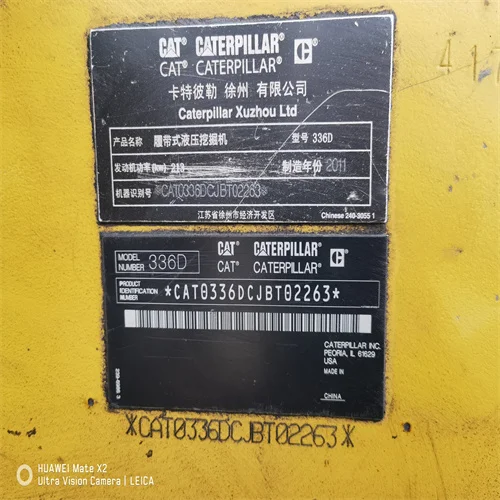 CAT CATERPILLAR C
CAT® CATERPILLAR®
卡特彼勒 徐州 有限公司
Caterpillar Xuzhou Ltd
产品名称: 履带式液压挖掘机 型号 336D
发动机功率(kw) 213 制造年份 2011
机器识别号 *CAT0336DCJBT02263*
江苏省徐州市经济开发区
Chinese 240-3055 1
MODEL NUMBER 336D
CAT CATERPILLAR C
CAT® CATERPILLAR®
PRODUCT IDENTIFICATION NUMBER
*CAT0336DCJBT02263*
CATERPILLAR INC.
PEORIA, IL 61629
USA
MADE IN
CHINA
*CAT0336DCJBT02263*
HUAWEI Mate X2
Ultra Vision Camera | LEICA